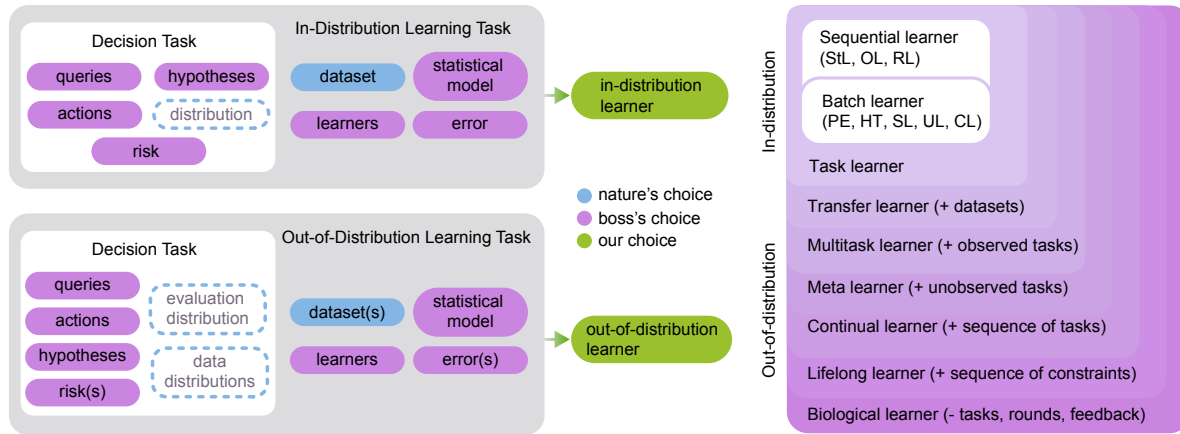 In-Distribution Learning Task
Decision Task
queries
hypotheses
actions
distribution
risk
dataset
statistical
model
learners
error
in-distribution
learner
nature's choice
boss's choice
our choice
Out-of-Distribution Learning Task
Decision Task
queries
actions
hypotheses
risk(s)
evaluation
distribution
data
distributions
dataset(s)
statistical
model
learners
error(s)
out-of-distribution
learner
In-distribution
Sequential learner
(StL, OL, RL)
Batch learner
(PE, HT, SL, UL, CL)
Task learner
Out-of-distribution
Transfer learner (+ datasets)
Multitask learner (+ observed tasks)
Meta learner (+ unobserved tasks)
Continual learner (+ sequence of tasks)
Lifelong learner (+ sequence of constraints)
Biological learner (- tasks, rounds, feedback)